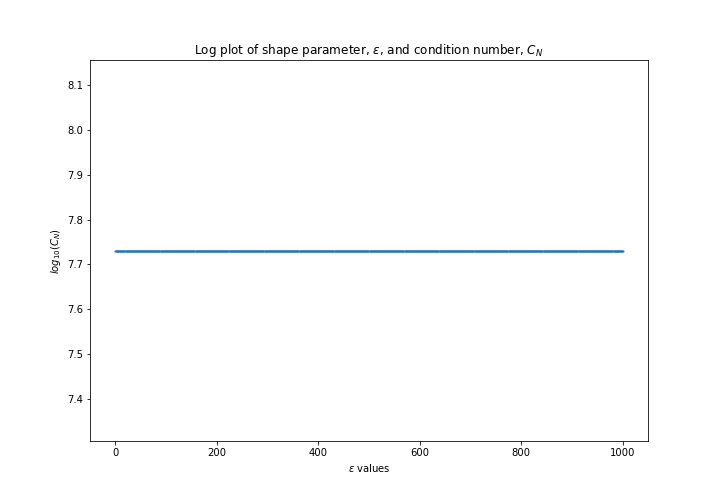 Log plot of shape parameter, ε, and condition number, C_N
8.1
8.0
7.9
7.8
7.7
7.6
7.5
7.4
log₁₀(C_N)
0 200 400 600 800 1000
ε values